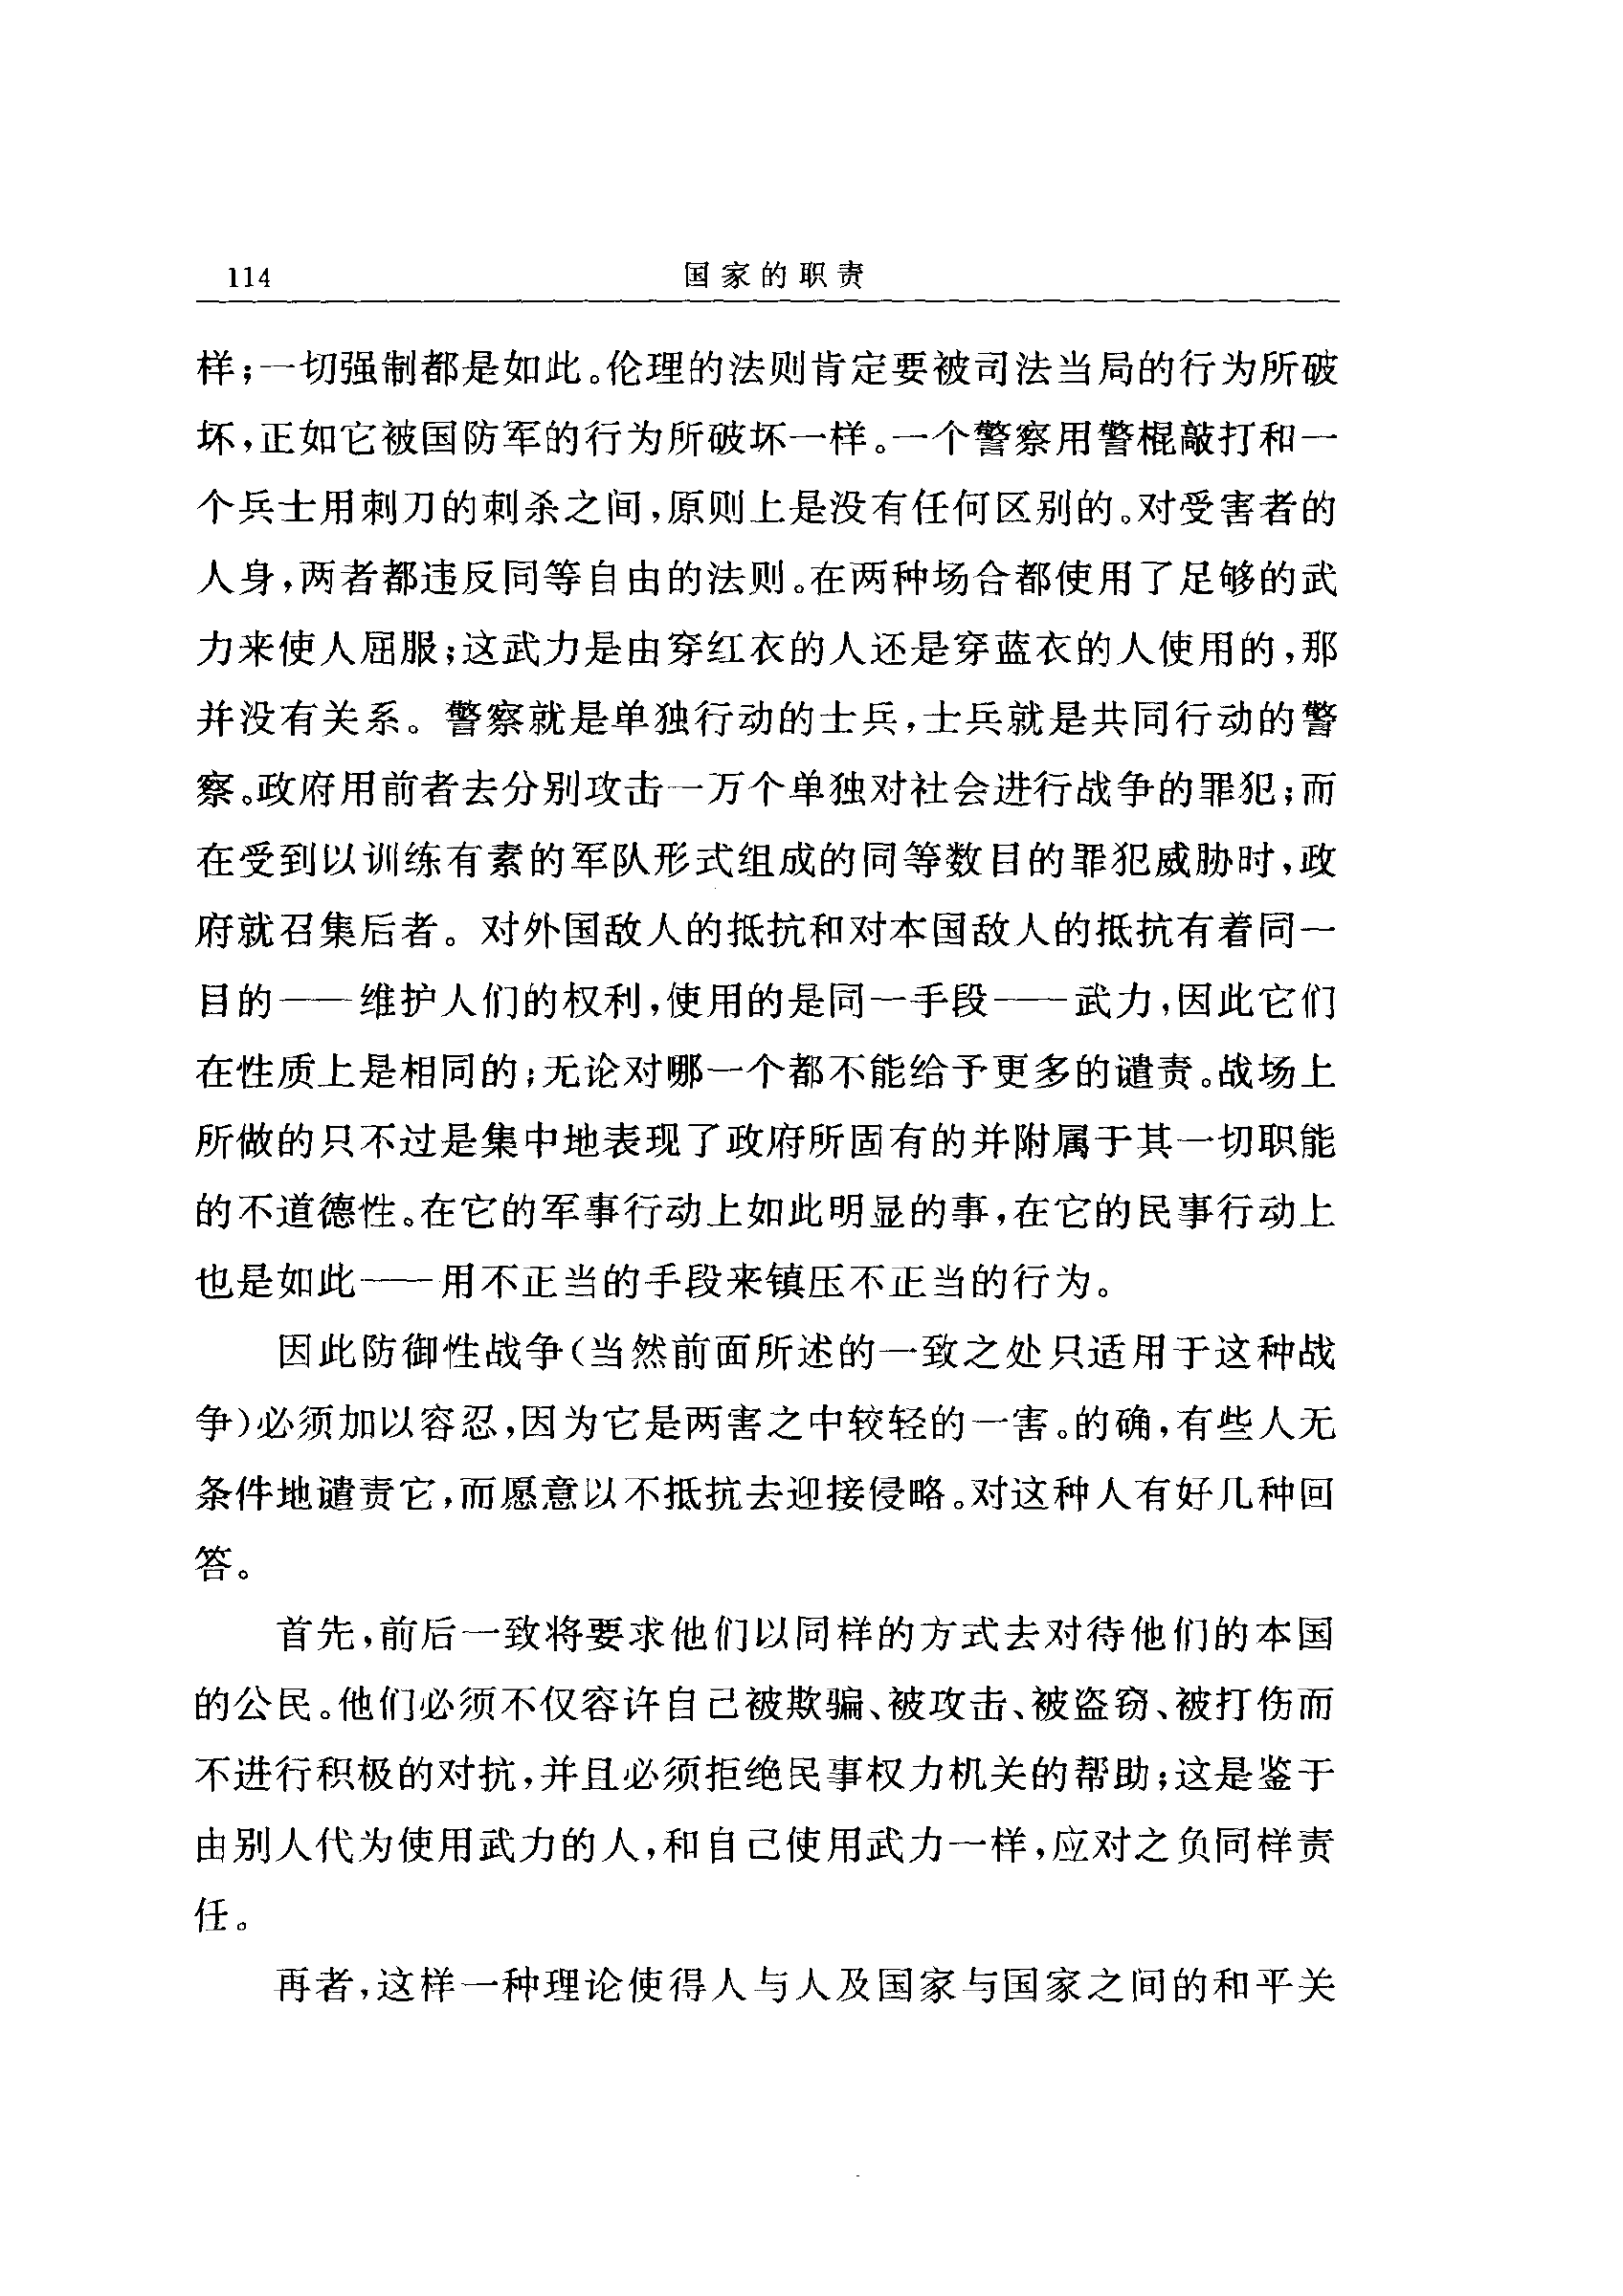 114 国家的职责
样；一切强制都是如此。伦理的法则肯定要被司法当局的行为所破
坏，正如它被国防军的行为所破坏一样。一个警察用警棍敲打和一
个兵士用刺刀的刺杀之间，原则上是没有任何区别的。对受害者的
人身，两者都违反同等自由的法则。在两种场合都使用了足够的武
力来使人屈服；这武力是由穿红衣的人还是穿蓝衣的人使用的，那
并没有关系。警察就是单独行动的士兵，士兵就是共同行动的警
察。政府用前者去分别攻击一万个单独对社会进行战争的罪犯；而
在受到以训练有素的军队形式组成的同等数目的罪犯威胁时，政
府就召集后者。对外国敌人的抵抗和对本国敌人的抵抗有着同一
目的——维护人们的权利，使用的是同一手段——武力，因此它们
在性质上是相同的；无论对哪一个都不能给予更多的谴责。战场上
所做的只不过是集中地表现了政府所固有的并附属于其一切职能
的不道德性。在它的军事行动上如此明显的事，在它的民事行动上
也是如此——用不正当的手段来镇压不正当的行为。
因此防御性战争（当然前面所述的一致之处只适用于这种战
争）必须加以容忍，因为它是两害之中较轻的一害。的确，有些人无
条件地谴责它，而愿意以不抵抗去迎接侵略。对这种人有好几种回
答。
首先，前后一致将要求他们以同样的方式去对待他们的本国
的公民。他们必须不仅容许自己被欺骗、被攻击、被盗窃、被打伤而
不进行积极的对抗，并且必须拒绝民事权力机关的帮助；这是鉴于
由别人代为使用武力的人，和自己使用武力一样，应对之负同样责
任。
再者，这样一种理论使得人与人及国家与国家之间的和平关